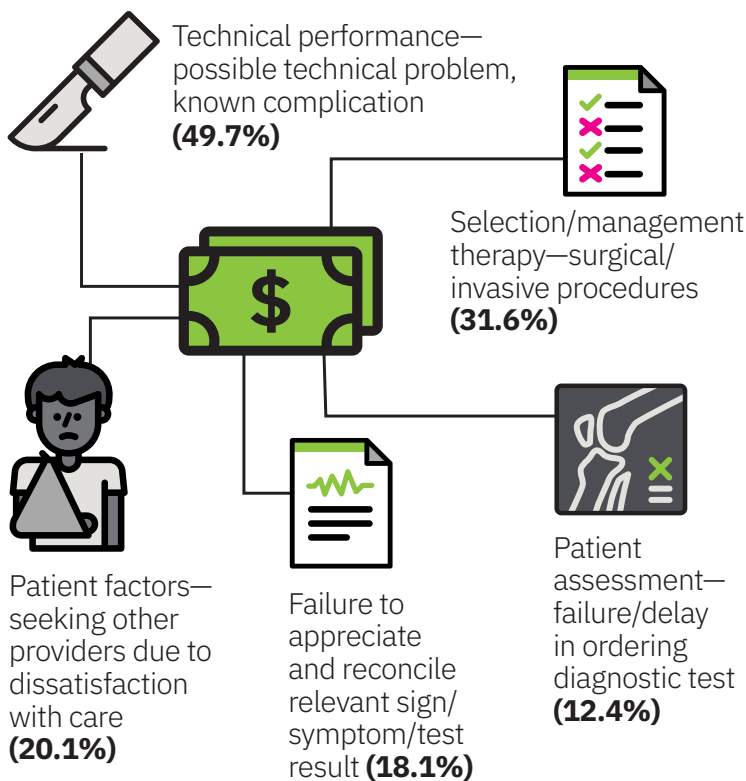 Technical performance—
possible technical problem,
known complication
(49.7%)
Selection/management
therapy—surgical/
invasive procedures
(31.6%)
$
Patient factors—
seeking other
providers due to
dissatisfaction
with care
(20.1%)
Failure to
appreciate
and reconcile
relevant sign/
symptom/test
result (18.1%)
Patient
assessment—
failure/delay
in ordering
diagnostic test
(12.4%)